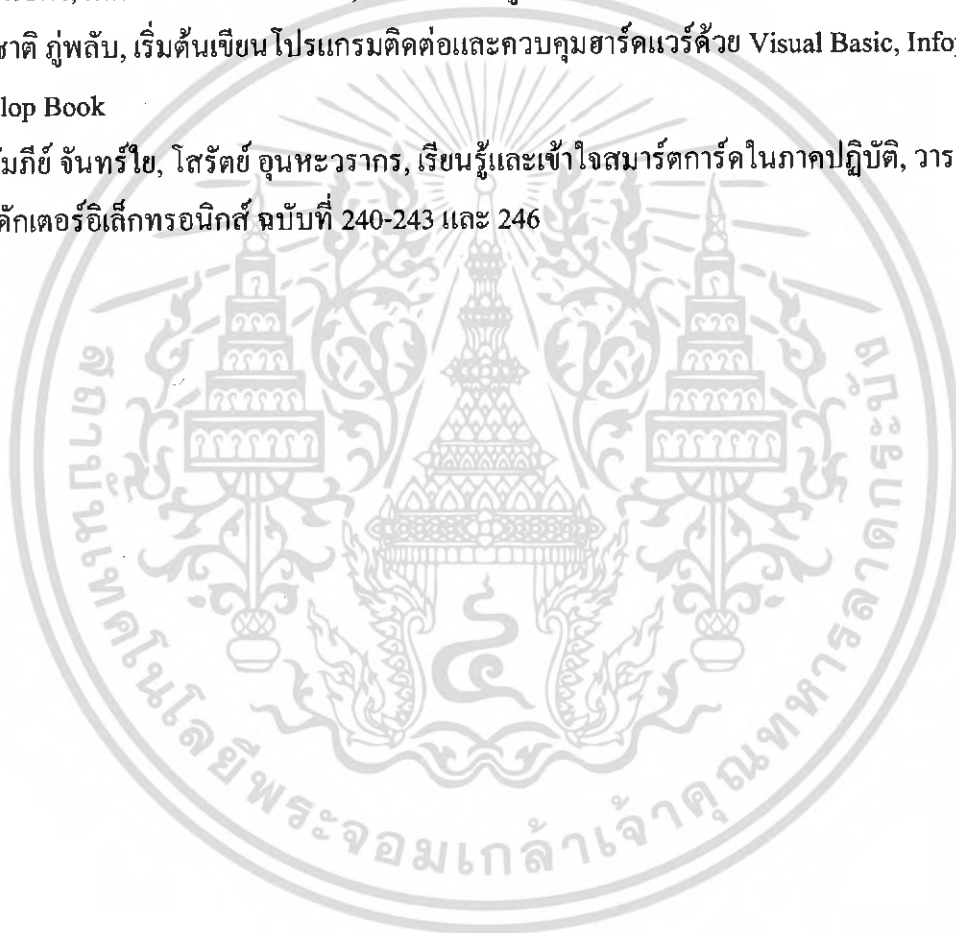 ชาติ ภู่พลับ, เริ่มต้นเขียนโปรแกรมติดต่อและควบคุมฮาร์ดแวร์ด้วย Visual Basic, Info
lop Book
มภีย์ จันทร์ใย, โสรัตย์ อุนหะวรากร, เรียนรู้และเข้าใจสมาร์ตการ์ดในภาคปฏิบัติ, วาร
ดักเตอร์อิเล็กทรอนิกส์ ฉบับที่ 240-243 และ 246
สถาบันเทคโนโลยีพระจอมเกล้าเจ้าคุณทหารลาดกระบัง